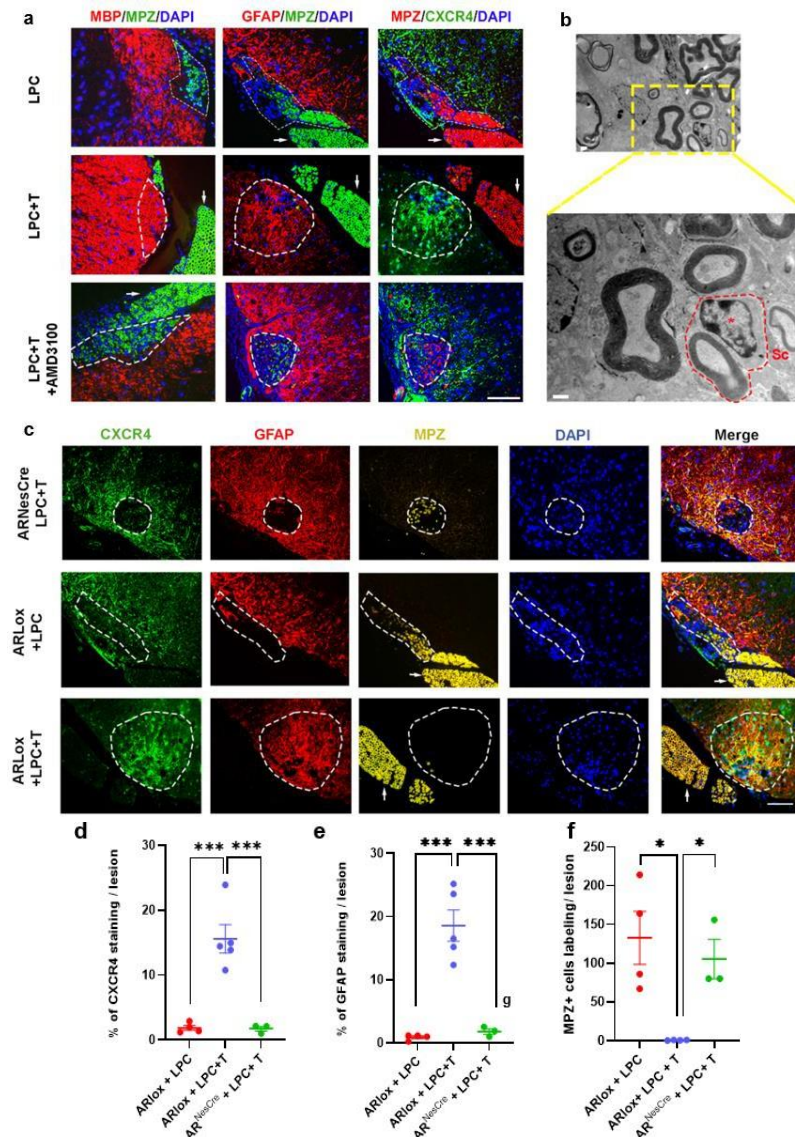 a
MBP/MPZ/DAPI
GFAP/MPZ/DAPI
MPZ/CXCR4/DAPI
LPC
LPC+T
LPC+T
+AMD3100
b
*
Sc
c
CXCR4
GFAP
MPZ
DAPI
Merge
ARNesCre
LPC+T
ARLox
+LPC
ARLox
+LPC+T
d
% of CXCR4 staining / lesion
30
20
10
0
***
***
ARlox + LPC
ARlox + LPC+T
AR^NesCre + LPC+ T
e
% of GFAP staining / lesion
30
20
10
0
***
***
g
ARlox + LPC
ARlox + LPC+T
AR^NesCre + LPC+ T
f
MPZ+ cells labeling/ lesion
250
200
150
100
50
0
*
*
ARlox + LPC
ARlox+ LPC + T
AR^NesCre + LPC+ T